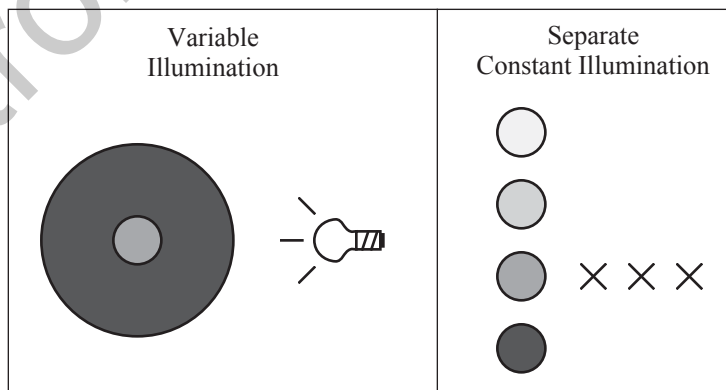 Variable
Illumination
Separate
Constant Illumination